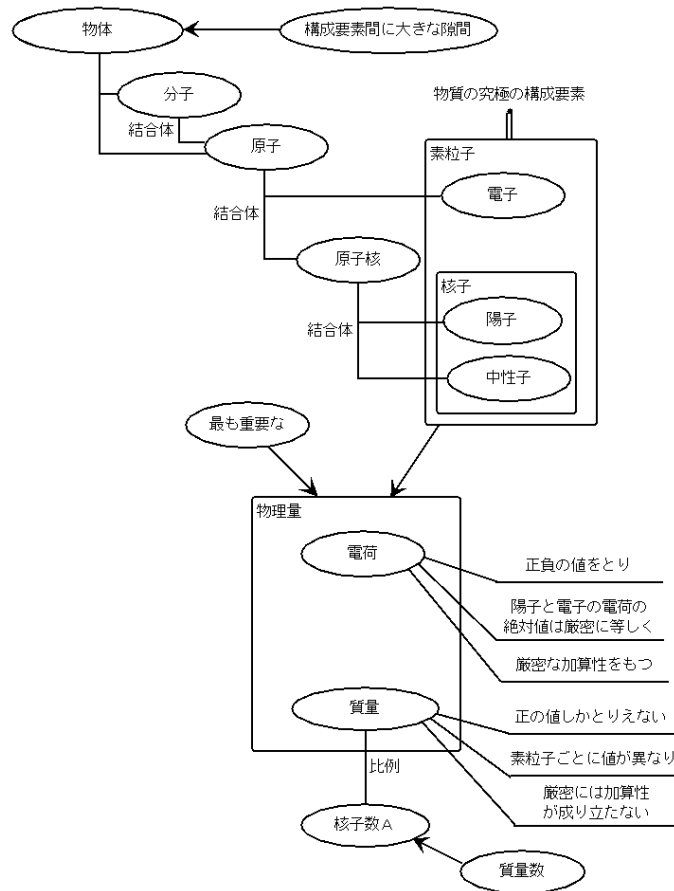 物体
構成要素間に大きな隙間
分子
結合体
原子
物質の究極の構成要素
素粒子
電子
結合体
原子核
核子
陽子
結合体
中性子
最も重要な
物理量
電荷
正負の値をとり
陽子と電子の電荷の
絶対値は厳密に等しく
厳密な加算性をもつ
質量
正の値しかとりえない
素粒子ごとに値が異なり
比例
厳密には加算性
が成り立たない
核子数A
質量数